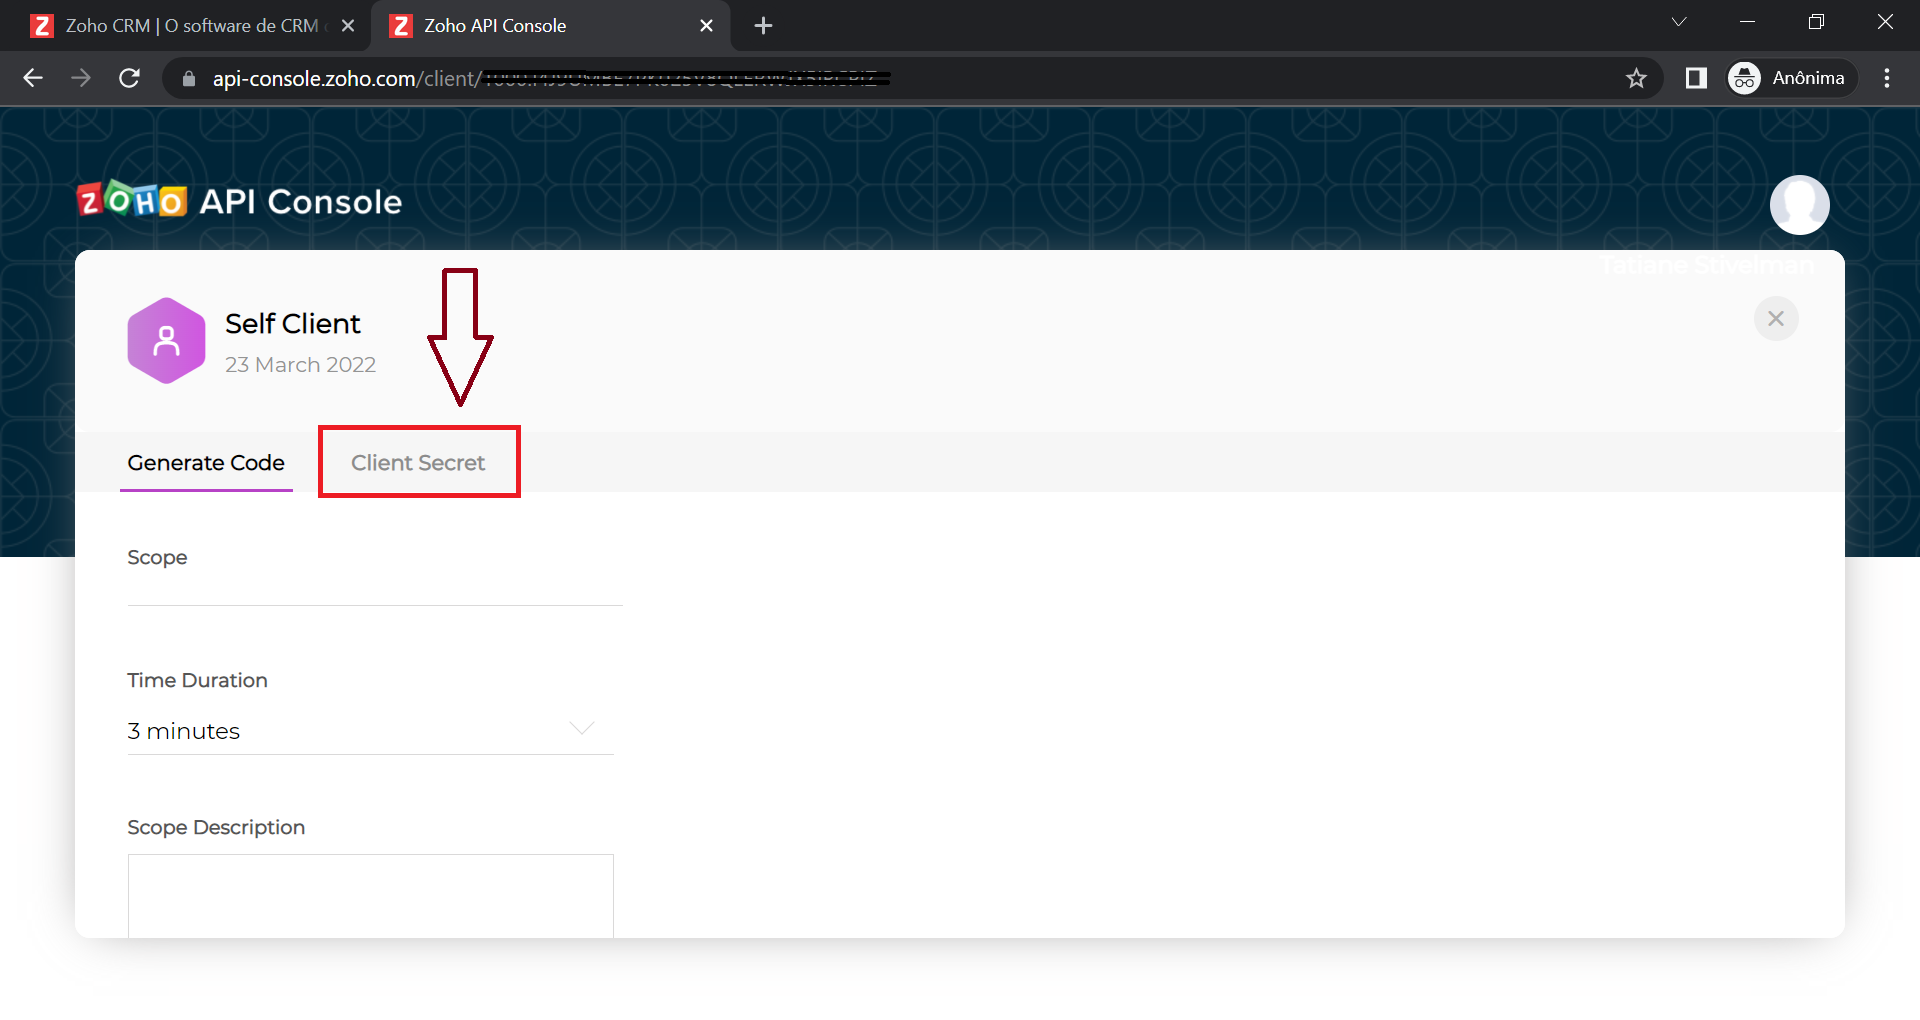 Zoho CRM | O software de CRM
Zoho API Console
api-console.zoho.com/client/
Anônima
ZOHO API Console
Tatiane Stivelman
Self Client
23 March 2022
Generate Code
Client Secret
Scope
Time Duration
3 minutes
Scope Description